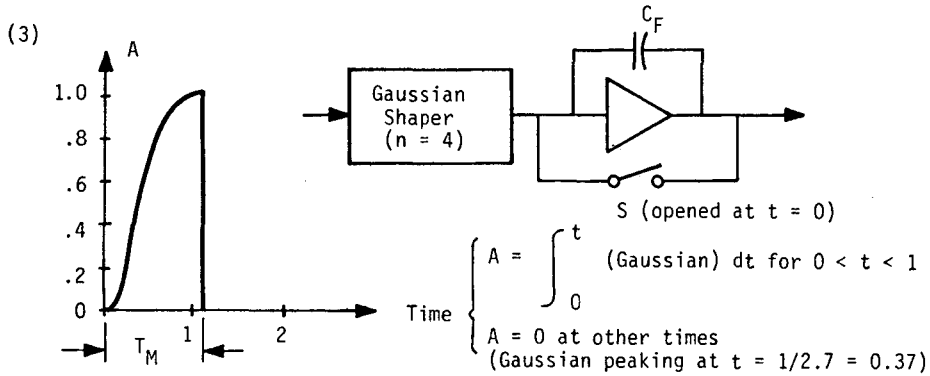 (3)
A
1.0
.8
.6
.4
.2
0
1
2
T_M
Time
Gaussian
Shaper
(n = 4)
C_F
S (opened at t = 0)
A = ∫ t 0 (Gaussian) dt for 0 < t < 1
A = 0 at other times
(Gaussian peaking at t = 1/2.7 = 0.37)